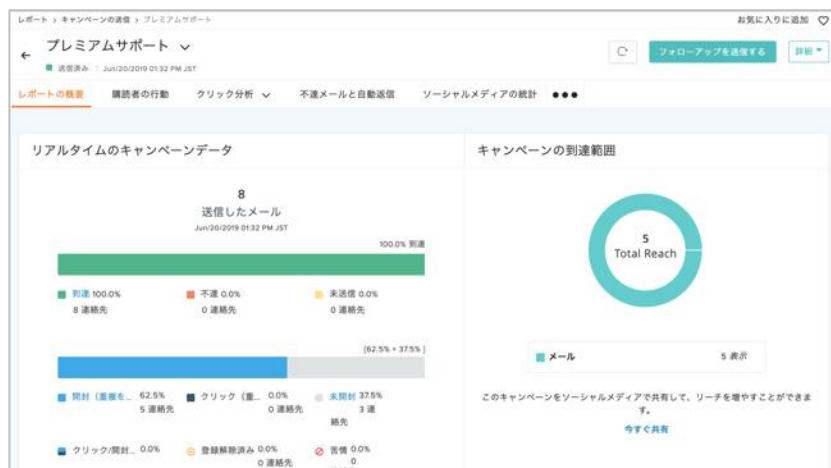 レポート > キャンペーンの送信 > プレミアムサポート
お気に入りに追加
プレミアムサポート
フォローアップを送信する
詳細
送信済み : Jun/20/2019 01:32 PM JST
レポートの概要 購読者の行動 クリック分析 不達メールと自動返信 ソーシャルメディアの統計
リアルタイムのキャンペーンデータ
8
送信したメール
Jun/20/2019 01:32 PM JST
100.0% 到達
到達 100.0% 不達 0.0% 未送信 0.0%
8 連絡先 0 連絡先 0 連絡先
[62.5% + 37.5% ]
開封（重複を... 62.5% クリック（重... 0.0% 未開封 37.5%
5 連絡先 0 連絡先 3 連
絡先
クリック/開封... 0.0% 登録解除済み 0.0% 苦情 0.0%
0 連絡先 0
キャンペーンの到達範囲
5
Total Reach
メール 5 表示
このキャンペーンをソーシャルメディアで共有して、リーチを増やすことができま
す。
今すぐ共有